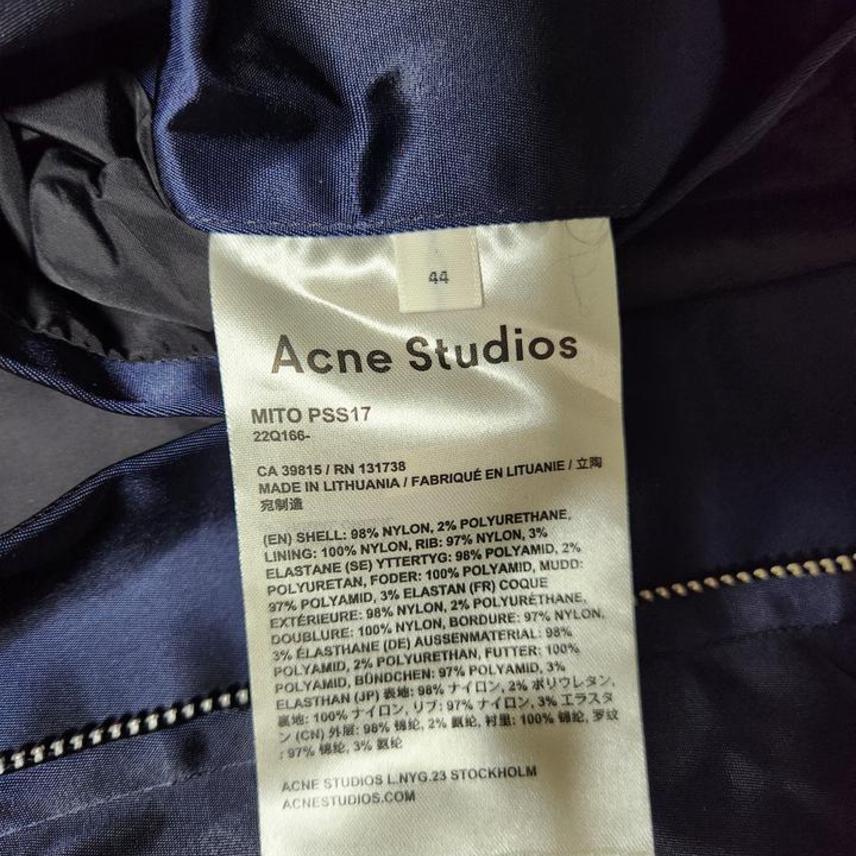 44
Acne Studios
MITO PSS17
22Q166-
CA 39815 / RN 131738
MADE IN LITHUANIA / FABRIQUÉ EN LITUANIE / 立陶
宛制造
(EN) SHELL: 98% NYLON, 2% POLYURETHANE,
LINING: 100% NYLON, RIB: 97% NYLON, 3%
ELASTANE (SE) YTTERTYG: 98% POLYAMID, 2%
POLYURETAN, FODER: 100% POLYAMID, MUDD:
97% POLYAMID, 3% ELASTAN (FR) COQUE
EXTÉRIEURE: 98% NYLON, 2% POLYURÉTHANE,
DOUBLURE: 100% NYLON, BORDURE: 97% NYLON,
3% ÉLASTHANE (DE) AUSSENMATERIAL: 98%
POLYAMID, 2% POLYURETHAN, FUTTER: 100%
POLYAMID, BÜNDCHEN: 97% POLYAMID, 3%
ELASTHAN (JP) 表地: 98% ナイロン, 2% ポリウレタン,
裏地: 100% ナイロン, リブ: 97% ナイロン, 3% エラスタ
ン (CN) 外层: 98% 锦纶, 2% 氨纶, 衬里: 100% 锦纶, 罗纹
: 97% 锦纶, 3% 氨纶
ACNE STUDIOS L.NYG.23 STOCKHOLM
ACNESTUDIOS.COM